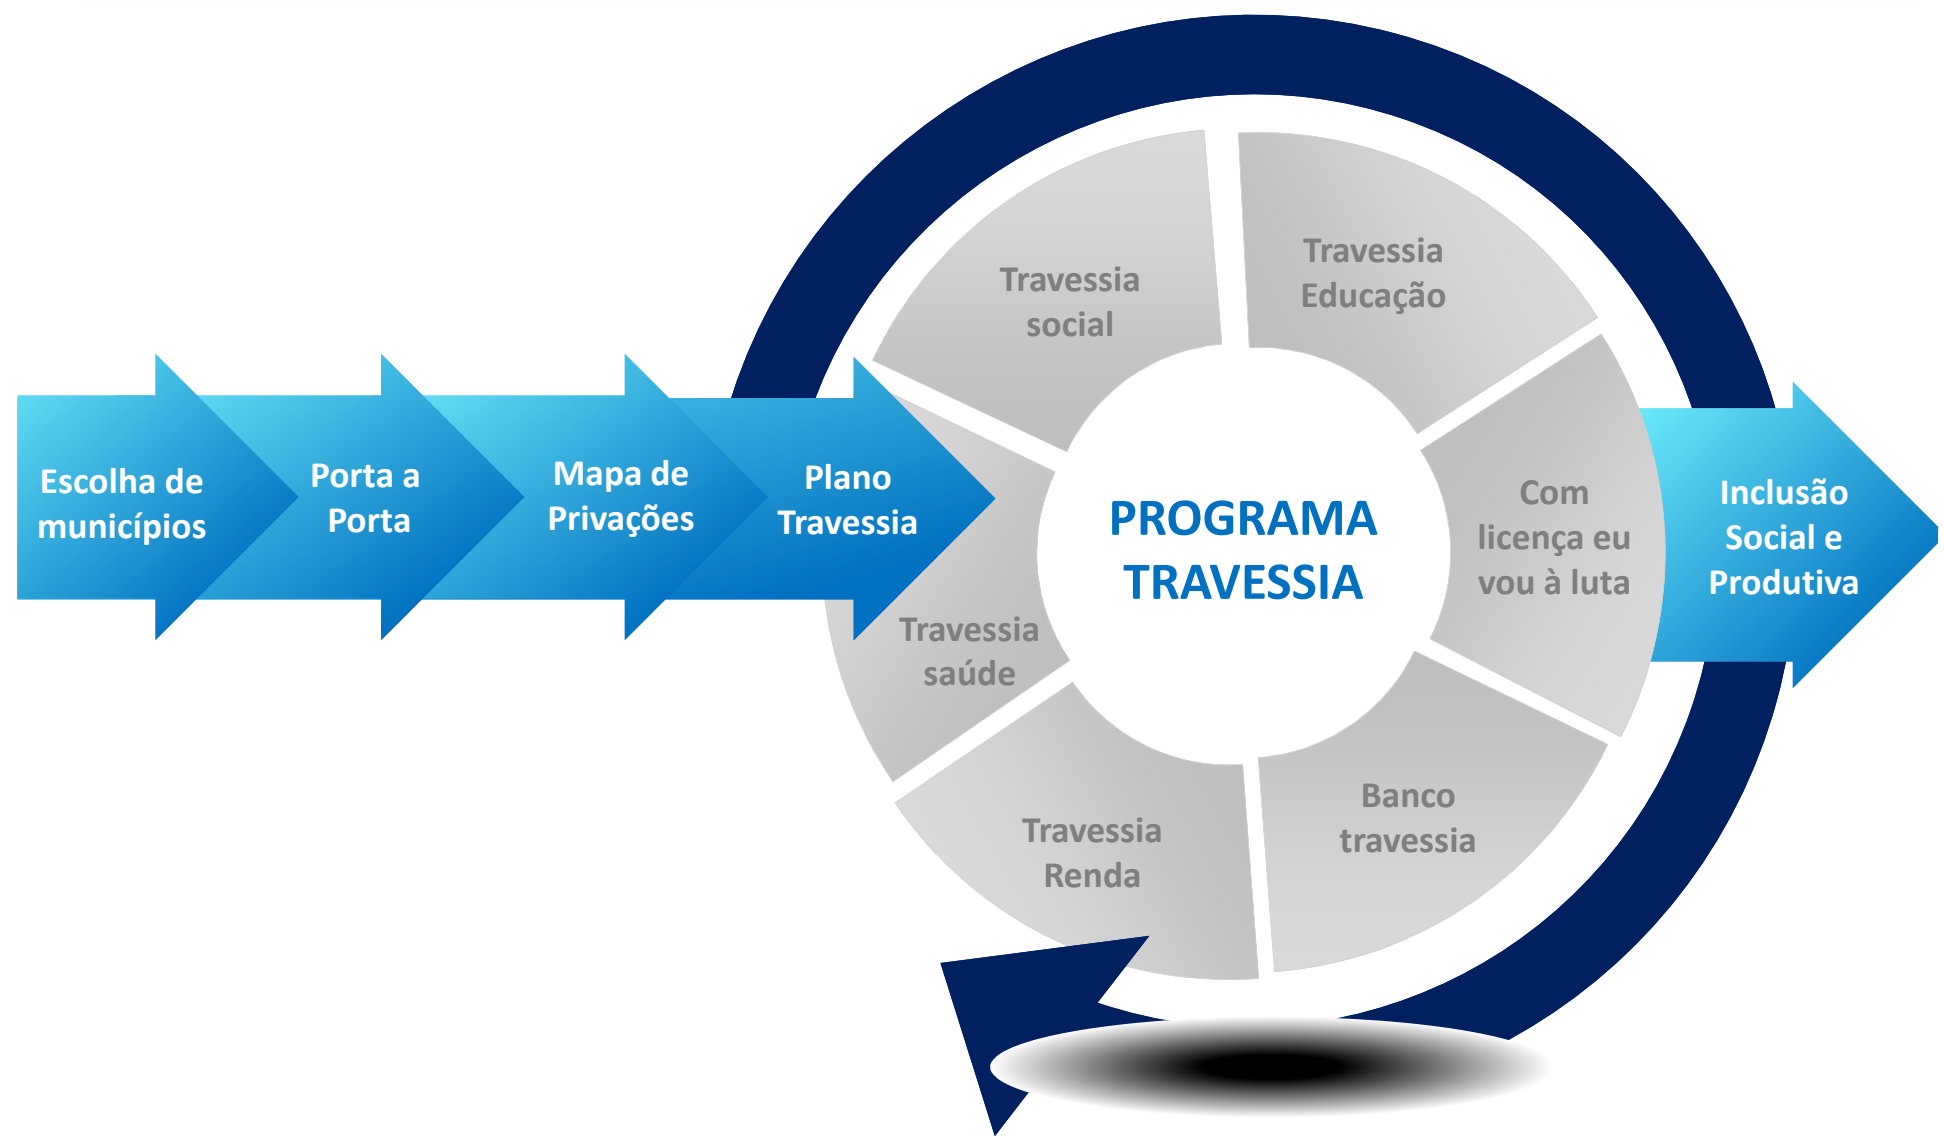 Escolha de
municípios
Porta a
Porta
Mapa de
Privações
Plano
Travessia
Travessia
social
Travessia
Educação
Com
licença eu
vou à luta
Banco
travessia
Travessia
Renda
Travessia
saúde
PROGRAMA
TRAVESSIA
Inclusão
Social e
Produtiva